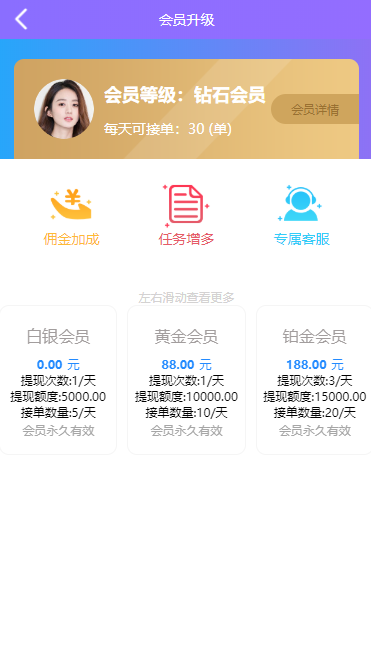 会员升级
会员等级：钻石会员
会员详情
每天可接单：30 (单)
佣金加成
任务增多
专属客服
左右滑动查看更多
白银会员
0.00 元
提现次数:1/天
提现额度:5000.00
接单数量:5/天
会员永久有效
黄金会员
88.00 元
提现次数:1/天
提现额度:10000.00
接单数量:10/天
会员永久有效
铂金会员
188.00 元
提现次数:3/天
提现额度:15000.00
接单数量:20/天
会员永久有效